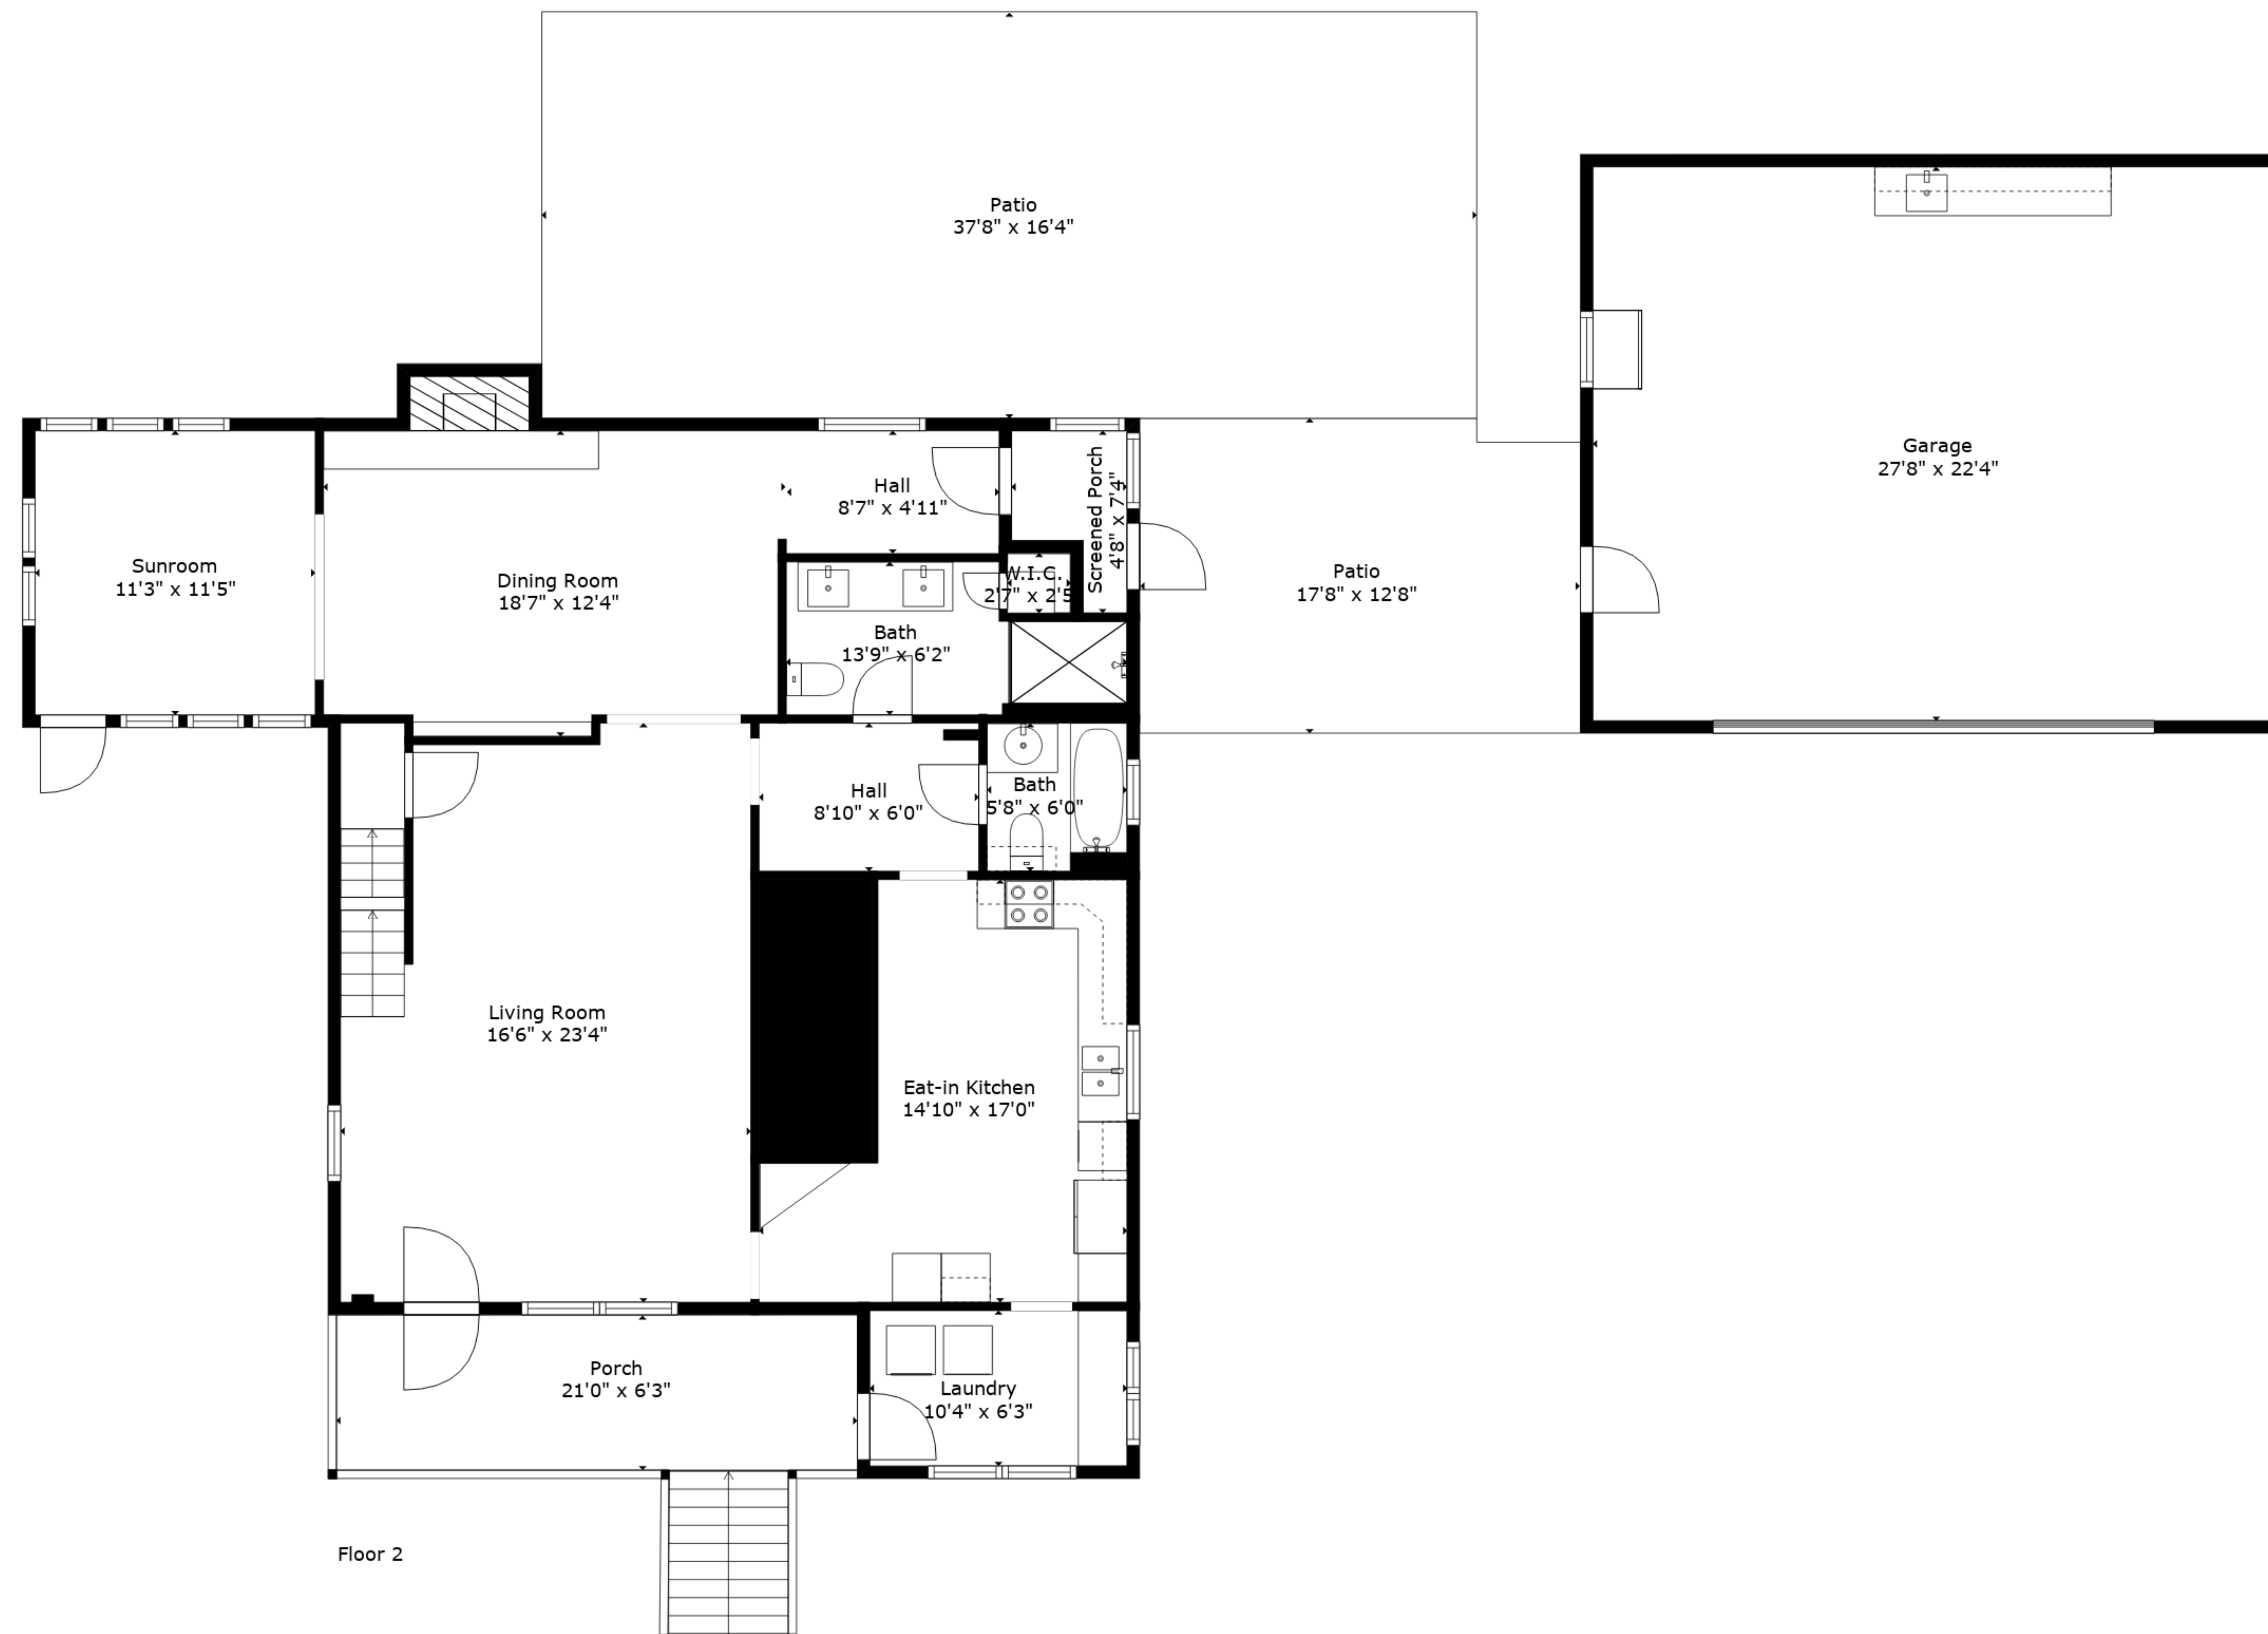 Patio
37'8" x 16'4"
Garage
27'8" x 22'4"
Hall
8'7" x 4'11"
Screened Porch
4'8" x 7'4"
Sunroom
11'3" x 11'5"
Dining Room
18'7" x 12'4"
W.I.C.
2'7" x 2'5
Patio
17'8" x 12'8"
Bath
13'9" x 6'2"
Hall
8'10" x 6'0"
Bath
5'8" x 6'0"
Living Room
16'6" x 23'4"
Eat-in Kitchen
14'10" x 17'0"
Porch
21'0" x 6'3"
Laundry
10'4" x 6'3"
Floor 2